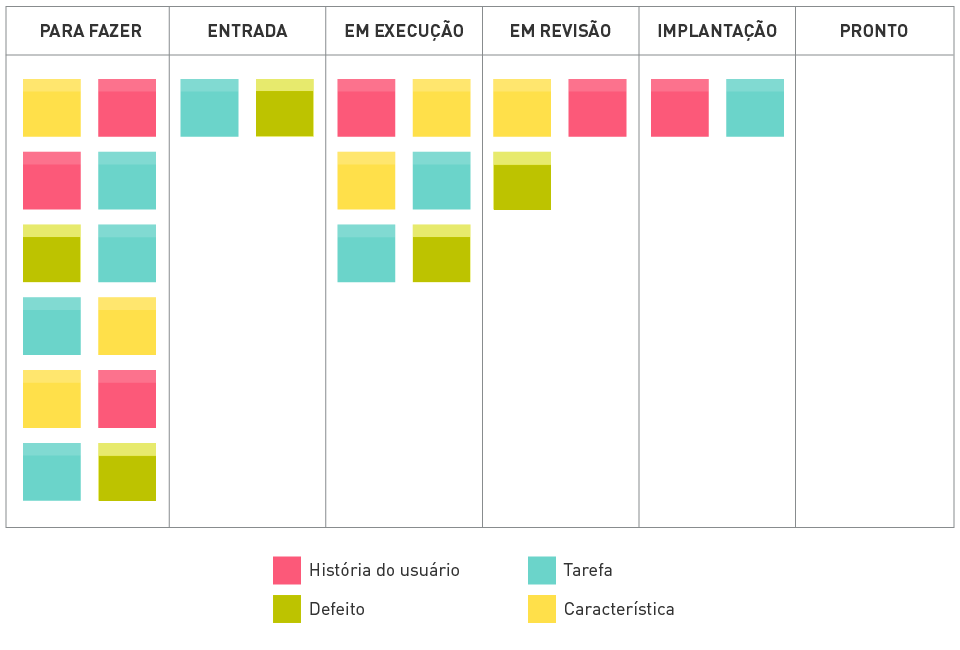 PARA FAZER
ENTRADA
EM EXECUÇÃO
EM REVISÃO
IMPLANTAÇÃO
PRONTO
História do usuário
Tarefa
Defeito
Característica